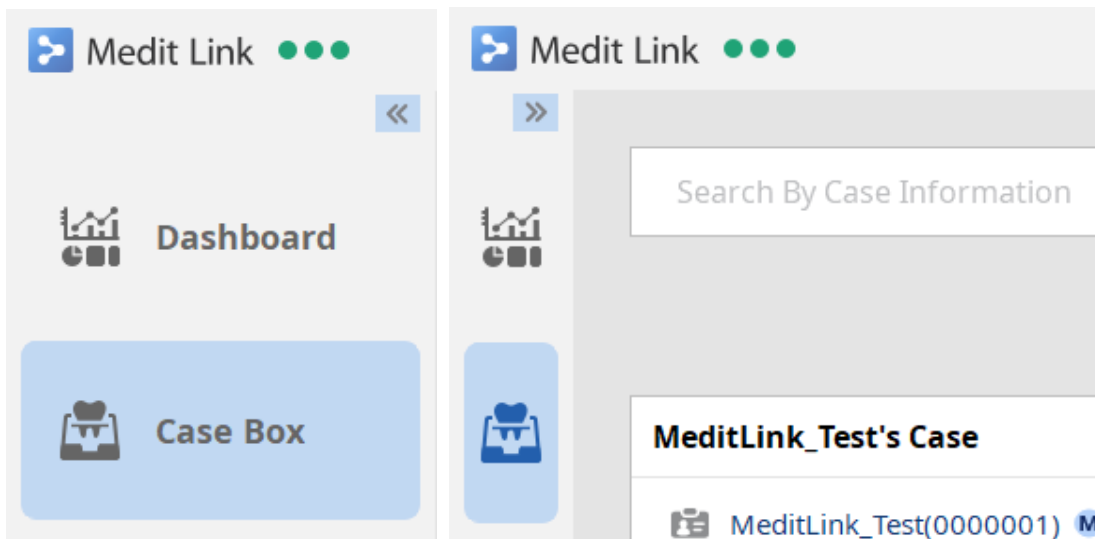 Medit Link
«
Dashboard
Case Box
Medit Link
»
Search By Case Information
MeditLink_Test's Case
MeditLink_Test(0000001) M